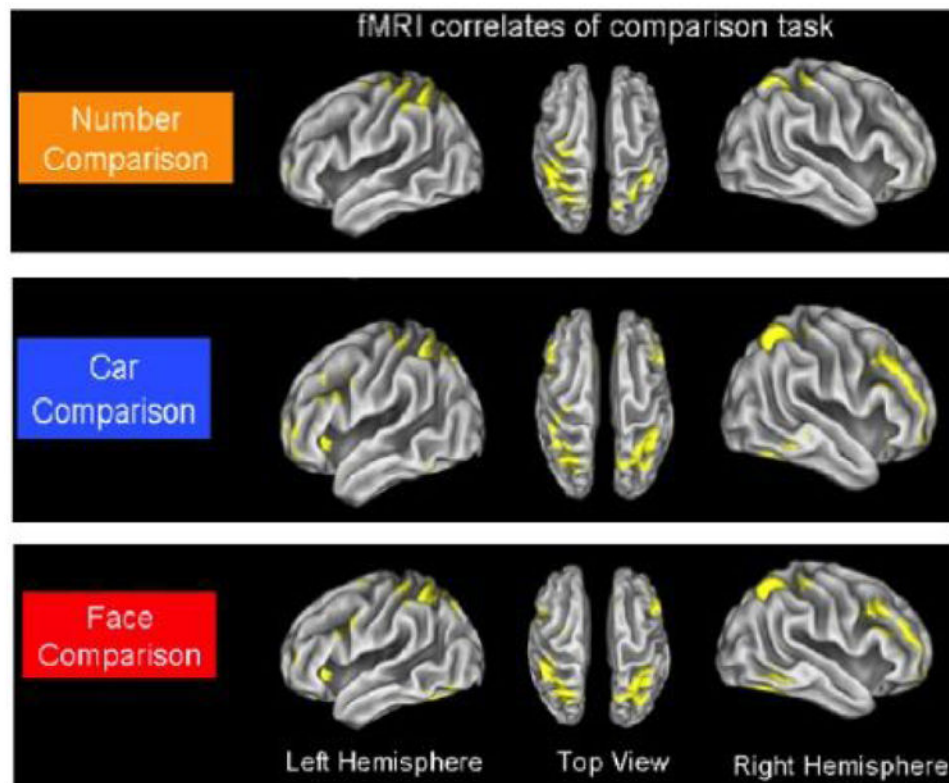 fMRI correlates of comparison task
Number
Comparison
Car
Comparison
Face
Comparison
Left Hemisphere
Top View
Right Hemisphere